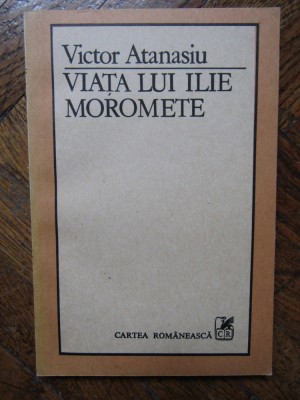 Victor Atanasiu
VIAȚA LUI ILIE
MOROMETE
CARTEA ROMÂNEASCĂ
CR